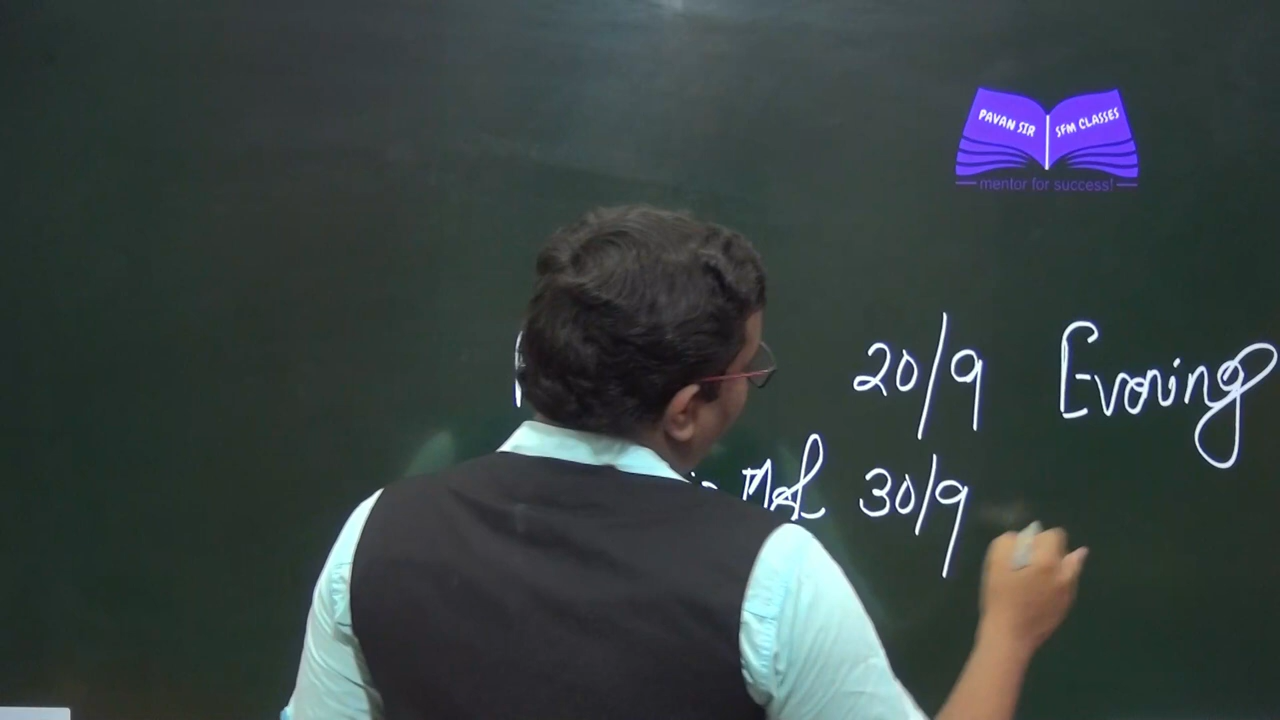 PAVAN SIR SFM CLASSES
mentor for success!
20/9 Evening
30/9